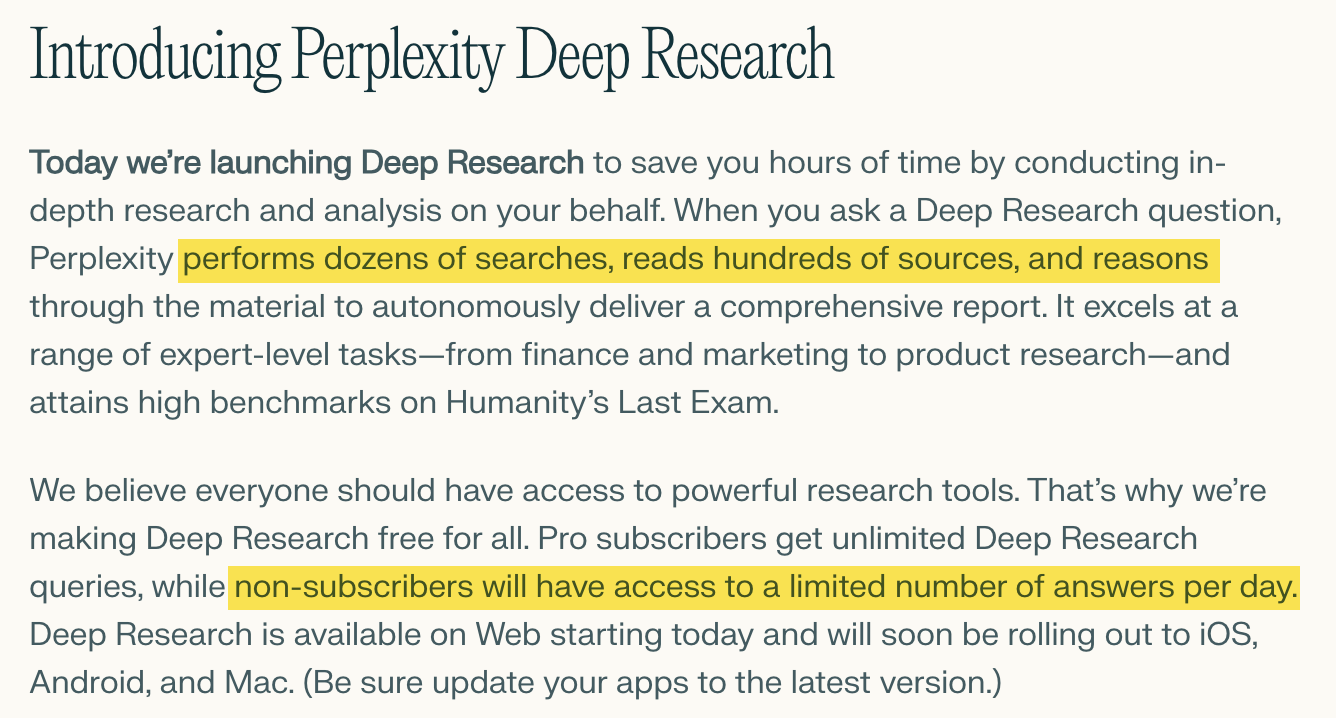 Introducing Perplexity Deep Research
Today we’re launching Deep Research to save you hours of time by conducting in-
depth research and analysis on your behalf. When you ask a Deep Research question,
Perplexity performs dozens of searches, reads hundreds of sources, and reasons
through the material to autonomously deliver a comprehensive report. It excels at a
range of expert-level tasks—from finance and marketing to product research—and
attains high benchmarks on Humanity’s Last Exam.
We believe everyone should have access to powerful research tools. That’s why we’re
making Deep Research free for all. Pro subscribers get unlimited Deep Research
queries, while non-subscribers will have access to a limited number of answers per day.
Deep Research is available on Web starting today and will soon be rolling out to iOS,
Android, and Mac. (Be sure update your apps to the latest version.)